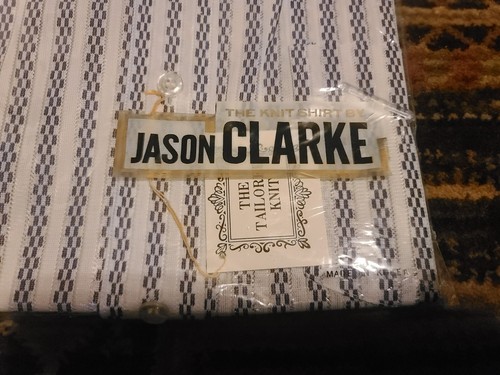 THE KNIT SHIRT BY
JASON CLARKE
THE
TAILOR
KNIT